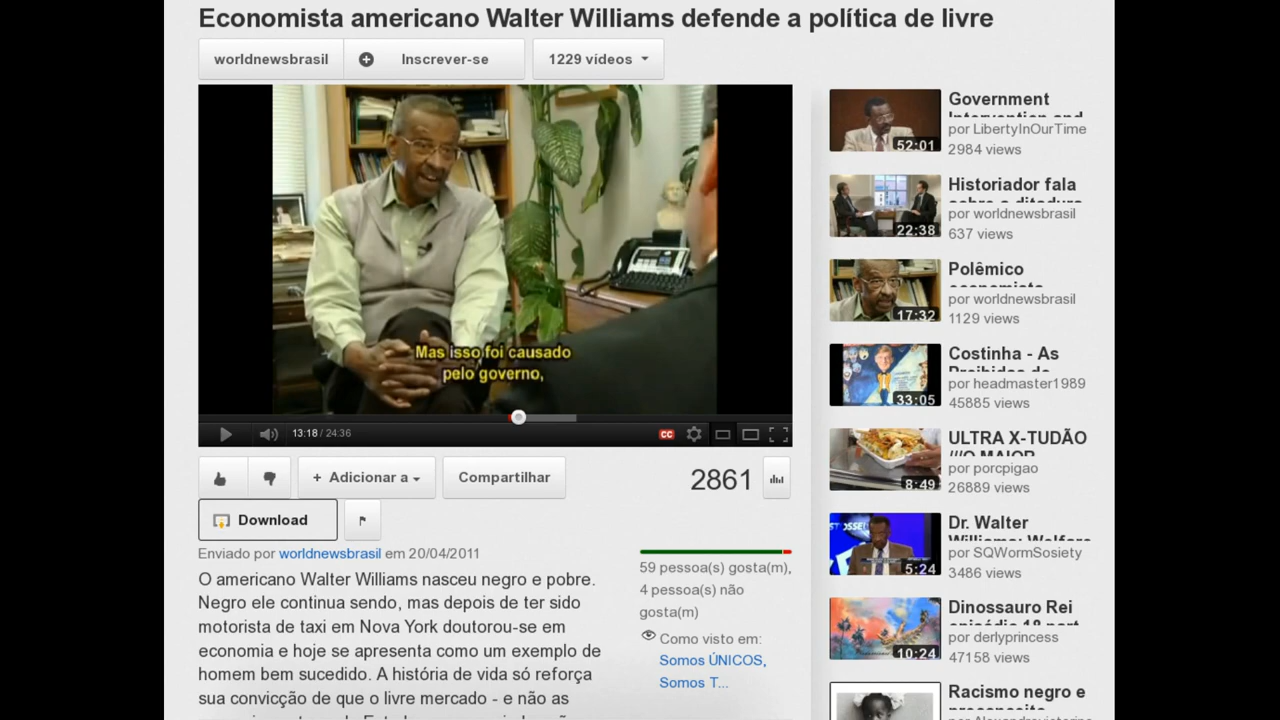 Economista americano Walter Williams defende a política de livre
worldnewsbrasil
Inscrever-se
1229 vídeos
Mas isso foi causado
pelo governo,
13:18 / 24:36
CC
+ Adicionar a
Compartilhar
2861
Download
Enviado por worldnewsbrasil em 20/04/2011
O americano Walter Williams nasceu negro e pobre.
Negro ele continua sendo, mas depois de ter sido
motorista de taxi em Nova York doutorou-se em
economia e hoje se apresenta como um exemplo de
homem bem sucedido. A história de vida só reforça
sua convicção de que o livre mercado - e não as
59 pessoa(s) gosta(m),
4 pessoa(s) não
gosta(m)
Como visto em:
Somos ÚNICOS,
Somos T...
52:01
Government
por LibertyInOurTime
2984 views
22:38
Historiador fala
por worldnewsbrasil
637 views
17:32
Polêmico
por worldnewsbrasil
1129 views
33:05
Costinha - As
por headmaster1989
45885 views
8:49
ULTRA X-TUDÃO
por porcpigao
26889 views
5:24
Dr. Walter
por SQWormSosiety
3486 views
10:24
Dinossauro Rei
por derlyprincess
47158 views
Racismo negro e